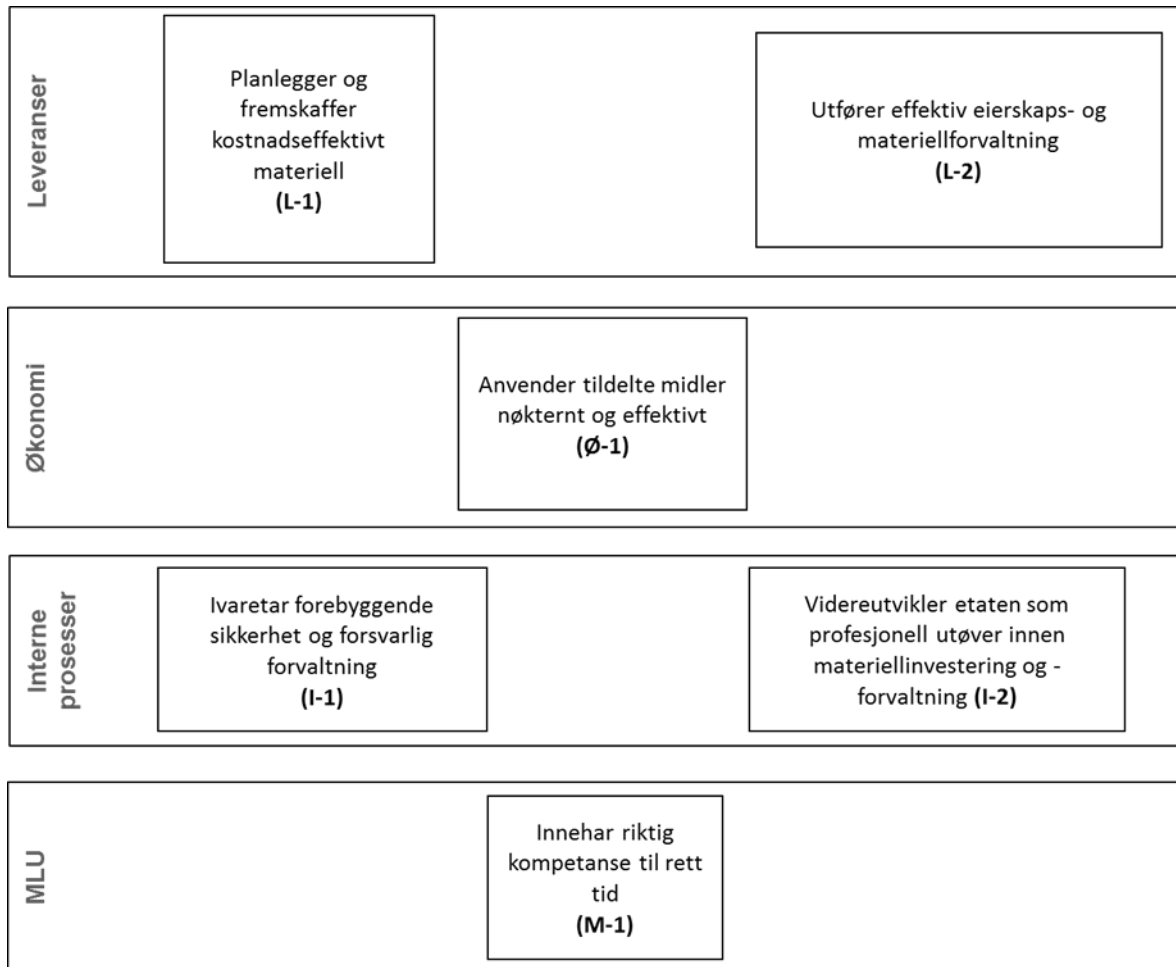 Leveranser
Planlegger og
fremskaffer
kostnadseffektivt
materiell
(L-1)
Utfører effektiv eierskaps- og
materiellforvaltning
(L-2)
Økonomi
Anvender tildelte midler
nøkternt og effektivt
(Ø-1)
Interne
prosesser
Ivaretar forebyggende
sikkerhet og forsvarlig
forvaltning
(I-1)
Videreutvikler etaten som
profesjonell utøver innen
materiellinvestering og -
forvaltning (I-2)
MLU
Innehar riktig
kompetanse til rett
tid
(M-1)